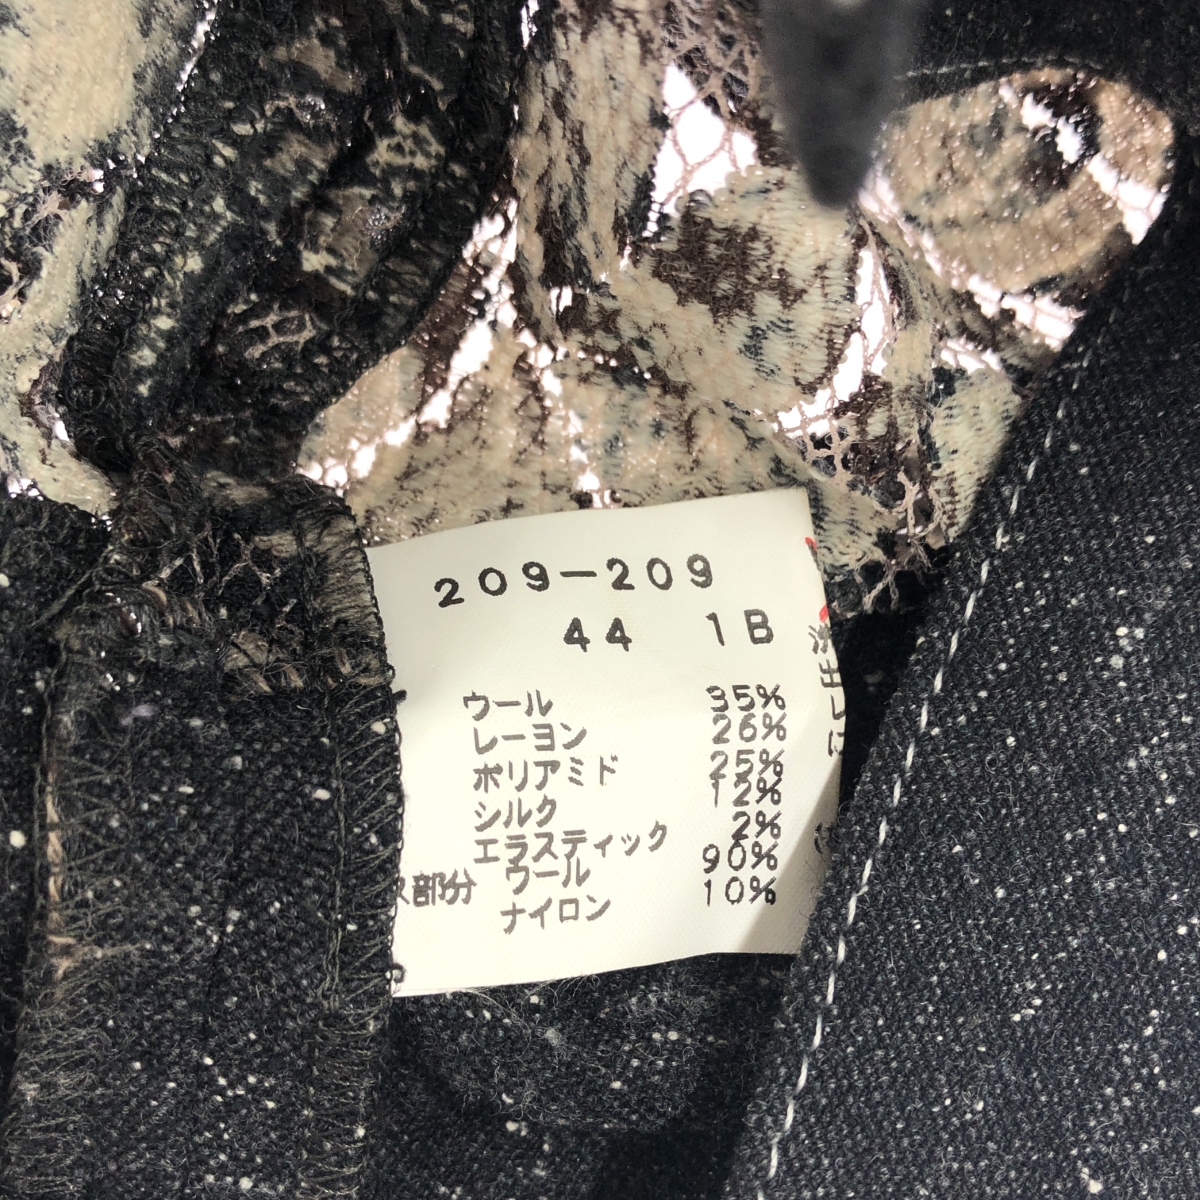 209-209
44 1B
ウール 35%
レーヨン 26%
ポリアミド 25%
シルク 12%
エラスティック 2%
ウール 90%
部分 ナイロン 10%